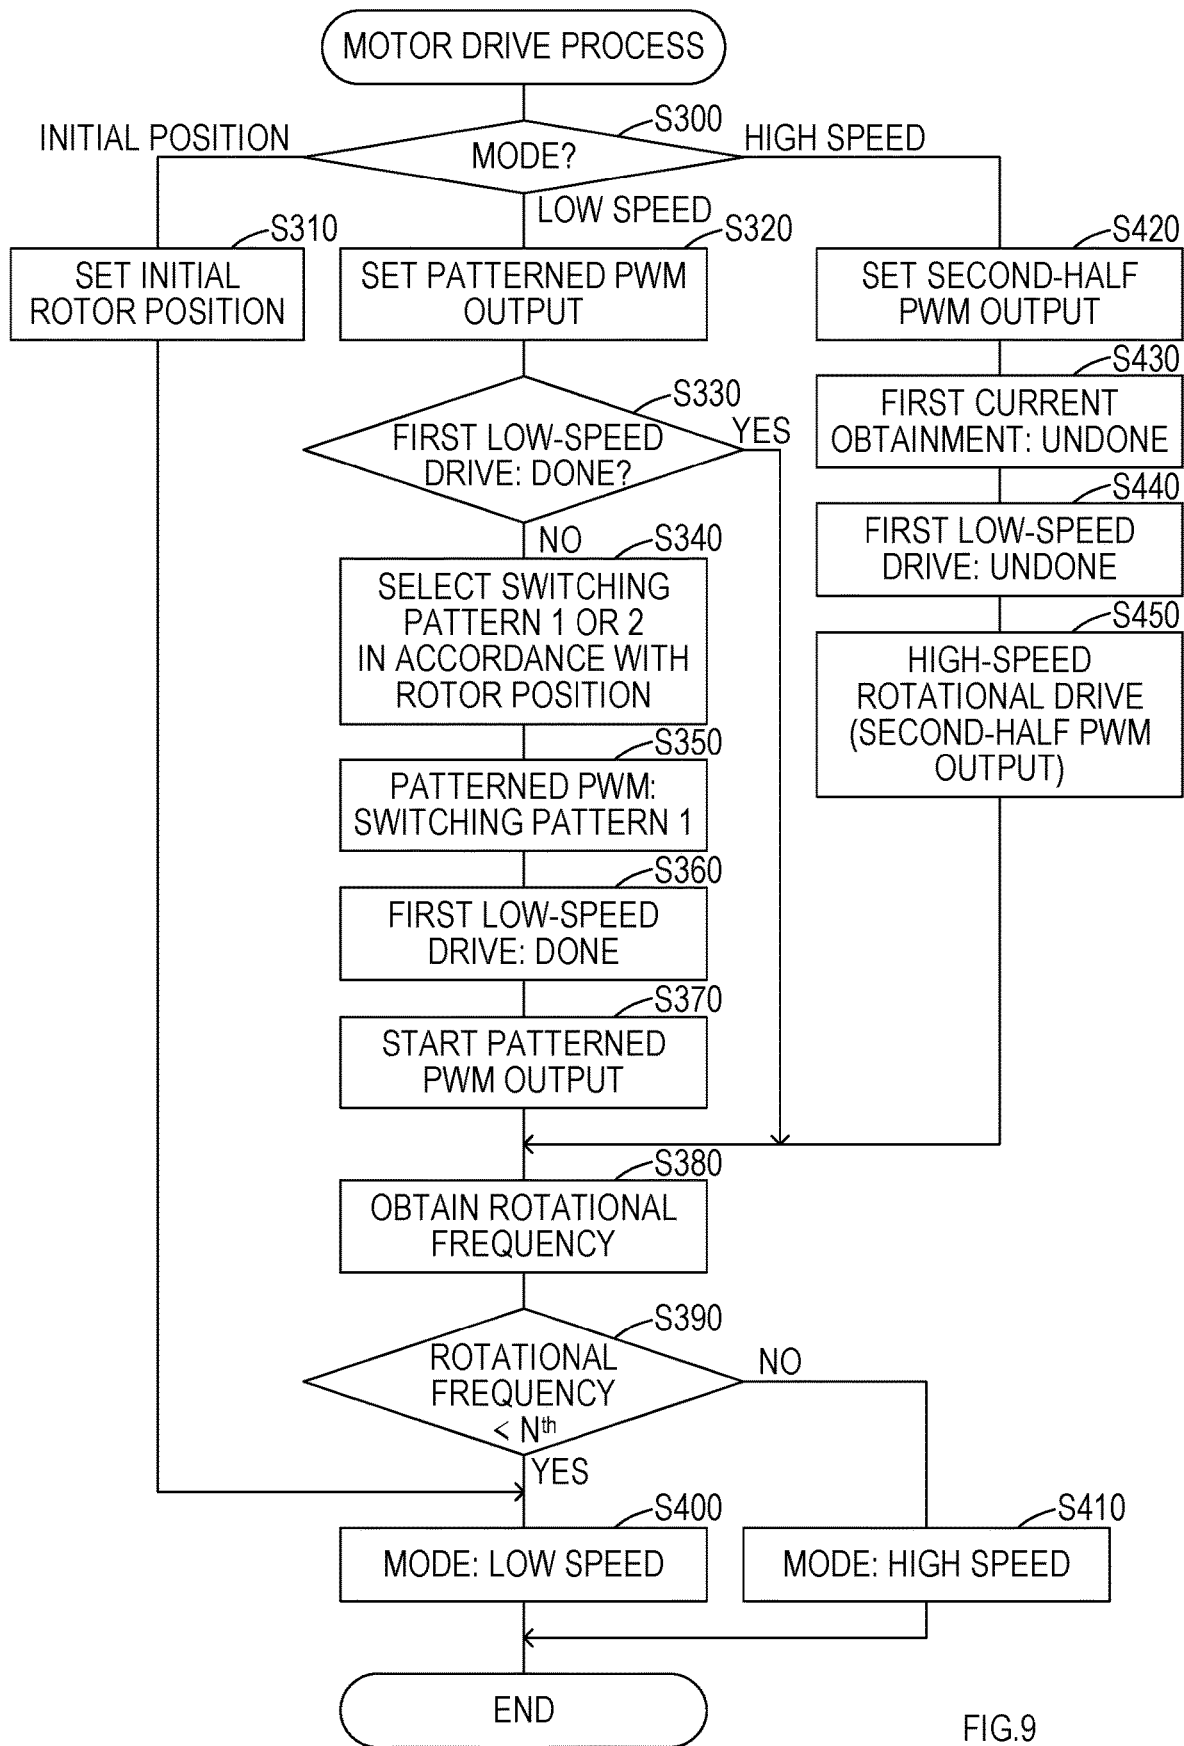 MOTOR DRIVE PROCESS
S300
INITIAL POSITION
MODE?
HIGH SPEED
LOW SPEED
S310
SET INITIAL
ROTOR POSITION
S320
SET PATTERNED PWM
OUTPUT
S420
SET SECOND-HALF
PWM OUTPUT
S330
FIRST LOW-SPEED
DRIVE: DONE?
YES
NO
S430
FIRST CURRENT
OBTAINMENT: UNDONE
S440
FIRST LOW-SPEED
DRIVE: UNDONE
S340
SELECT SWITCHING
PATTERN 1 OR 2
IN ACCORDANCE WITH
ROTOR POSITION
S450
HIGH-SPEED
ROTATIONAL DRIVE
(SECOND-HALF PWM
OUTPUT)
S350
PATTERNED PWM:
SWITCHING PATTERN 1
S360
FIRST LOW-SPEED
DRIVE: DONE
S370
START PATTERNED
PWM OUTPUT
S380
OBTAIN ROTATIONAL
FREQUENCY
S390
ROTATIONAL
FREQUENCY
< Nth
NO
YES
S400
MODE: LOW SPEED
S410
MODE: HIGH SPEED
END
FIG.9